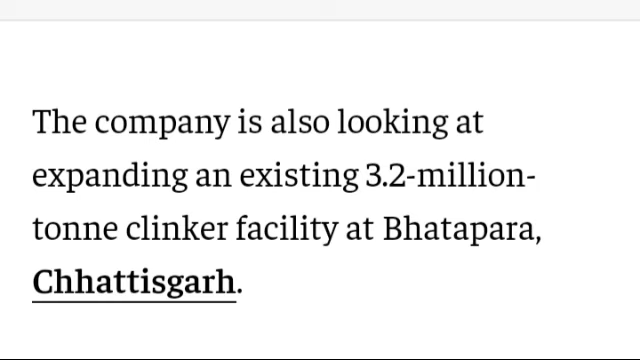 The company is also looking at
expanding an existing 3.2-million-
tonne clinker facility at Bhatapara,
Chhattisgarh.